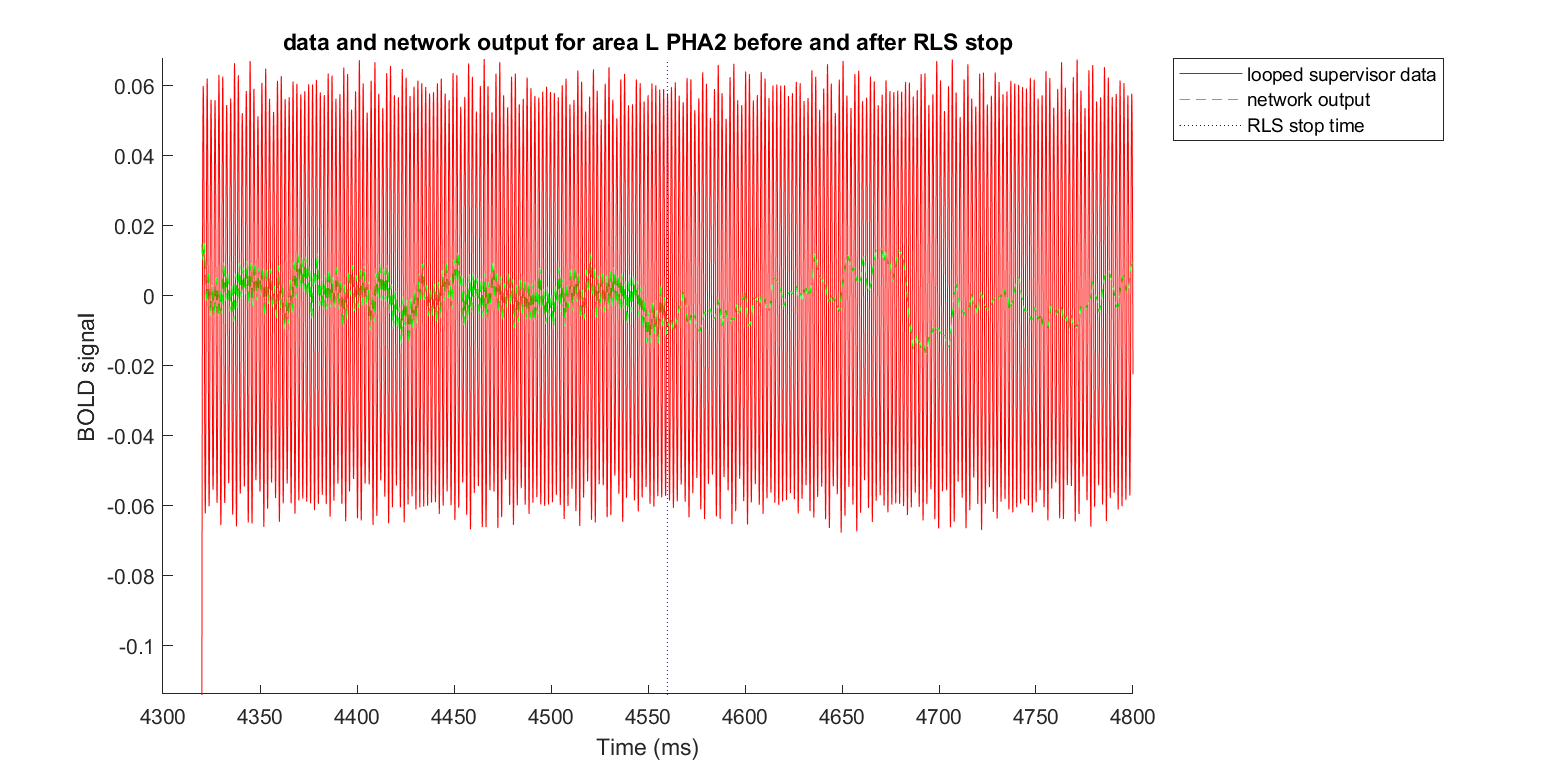 data and network output for area L PHA2 before and after RLS stop
looped supervisor data
network output
RLS stop time
BOLD signal
0.06
0.04
0.02
0
-0.02
-0.04
-0.06
-0.08
-0.1
4300 4350 4400 4450 4500 4550 4600 4650 4700 4750 4800
Time (ms)